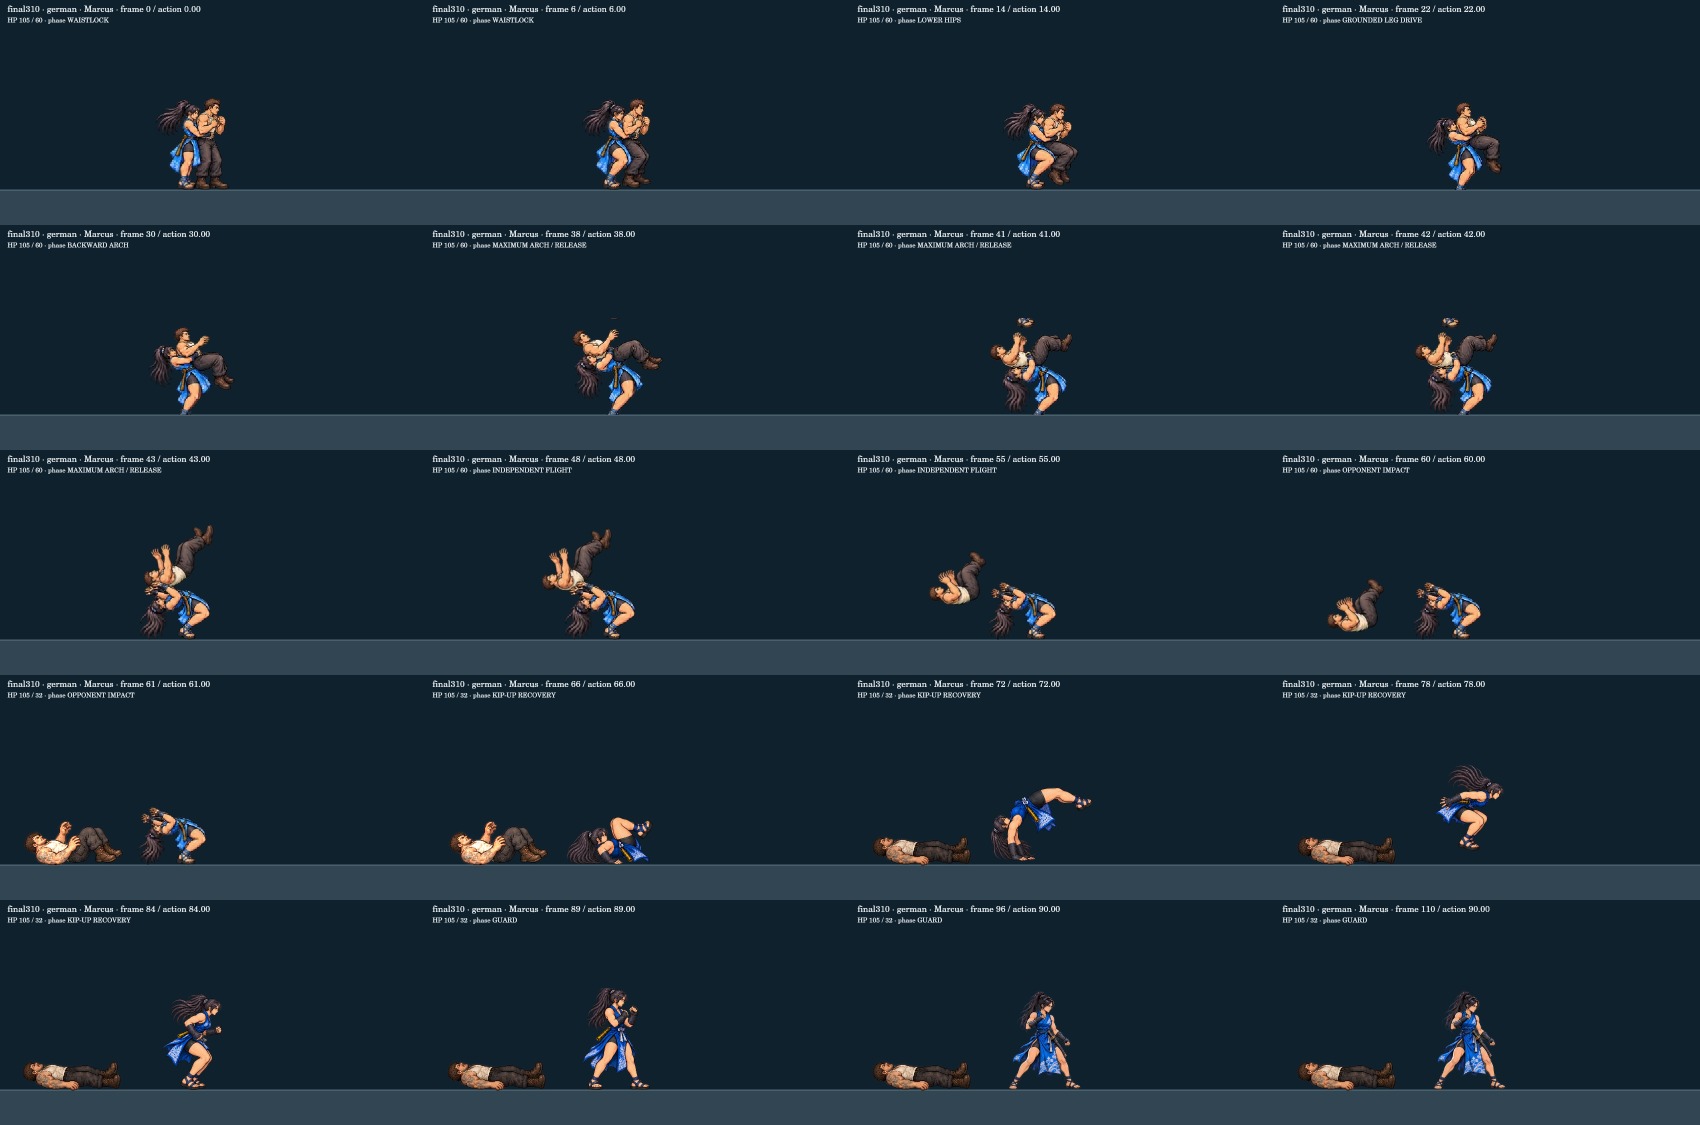 final310 · german · Marcus · frame 0 / action 0.00
HP 105 / 60 · phase WAISTLOCK
final310 · german · Marcus · frame 6 / action 6.00
HP 105 / 60 · phase WAISTLOCK
final310 · german · Marcus · frame 14 / action 14.00
HP 105 / 60 · phase LOWER HIPS
final310 · german · Marcus · frame 22 / action 22.00
HP 105 / 60 · phase GROUNDED LEG DRIVE
final310 · german · Marcus · frame 30 / action 30.00
HP 105 / 60 · phase BACKWARD ARCH
final310 · german · Marcus · frame 38 / action 38.00
HP 105 / 60 · phase MAXIMUM ARCH / RELEASE
final310 · german · Marcus · frame 41 / action 41.00
HP 105 / 60 · phase MAXIMUM ARCH / RELEASE
final310 · german · Marcus · frame 42 / action 42.00
HP 105 / 60 · phase MAXIMUM ARCH / RELEASE
final310 · german · Marcus · frame 43 / action 43.00
HP 105 / 60 · phase MAXIMUM ARCH / RELEASE
final310 · german · Marcus · frame 48 / action 48.00
HP 105 / 60 · phase INDEPENDENT FLIGHT
final310 · german · Marcus · frame 55 / action 55.00
HP 105 / 60 · phase INDEPENDENT FLIGHT
final310 · german · Marcus · frame 60 / action 60.00
HP 105 / 60 · phase OPPONENT IMPACT
final310 · german · Marcus · frame 61 / action 61.00
HP 105 / 32 · phase OPPONENT IMPACT
final310 · german · Marcus · frame 66 / action 66.00
HP 105 / 32 · phase KIP-UP RECOVERY
final310 · german · Marcus · frame 72 / action 72.00
HP 105 / 32 · phase KIP-UP RECOVERY
final310 · german · Marcus · frame 78 / action 78.00
HP 105 / 32 · phase KIP-UP RECOVERY
final310 · german · Marcus · frame 84 / action 84.00
HP 105 / 32 · phase KIP-UP RECOVERY
final310 · german · Marcus · frame 89 / action 89.00
HP 105 / 32 · phase GUARD
final310 · german · Marcus · frame 96 / action 90.00
HP 105 / 32 · phase GUARD
final310 · german · Marcus · frame 110 / action 90.00
HP 105 / 32 · phase GUARD